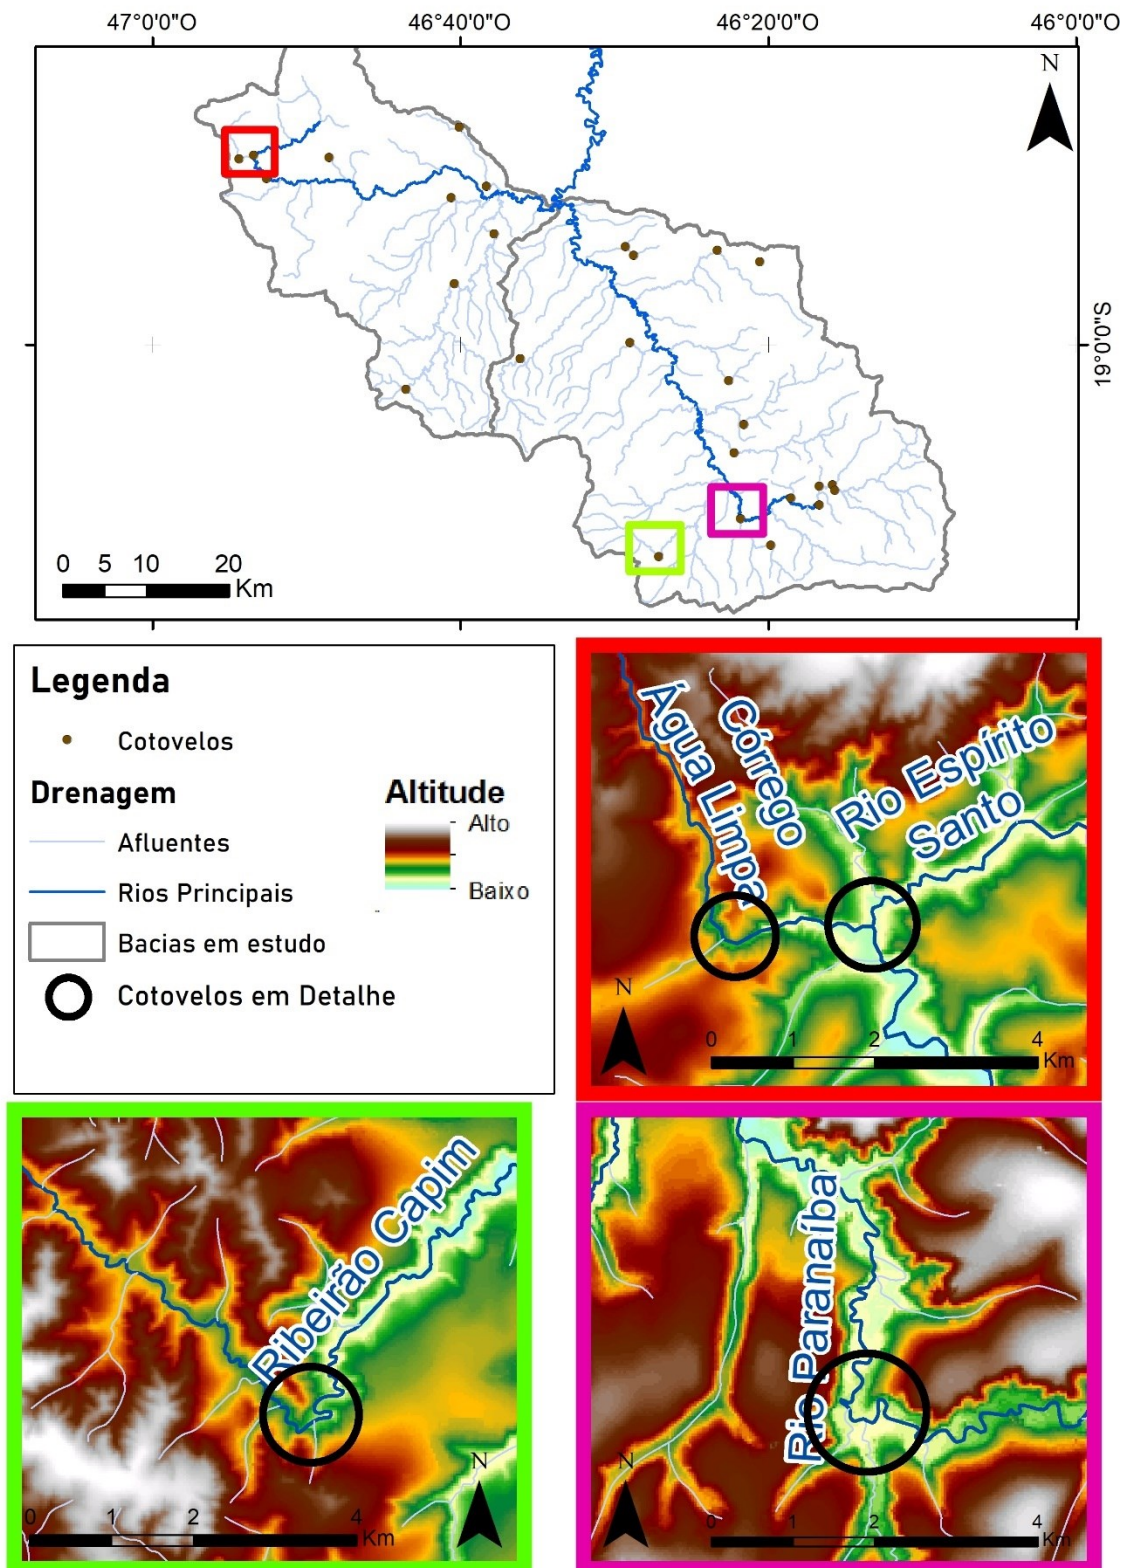 47°0'0"O 46°40'0"O 46°20'0"O 46°0'0"O
N
19°0'0"S
0 5 10 20
Km
Legenda
Cotovelos
Drenagem
Afluentes
Rios Principais
Bacias em estudo
Cotovelos em Detalhe
Altitude
Alto
Baixo
Água Limpa
Córrego
Rio Espírito
Santo
N
0 1 2 4
Km
Ribeirão Capim
N
0 1 2 4
Km
Rio Paranaíba
N
0 1 2 4
Km